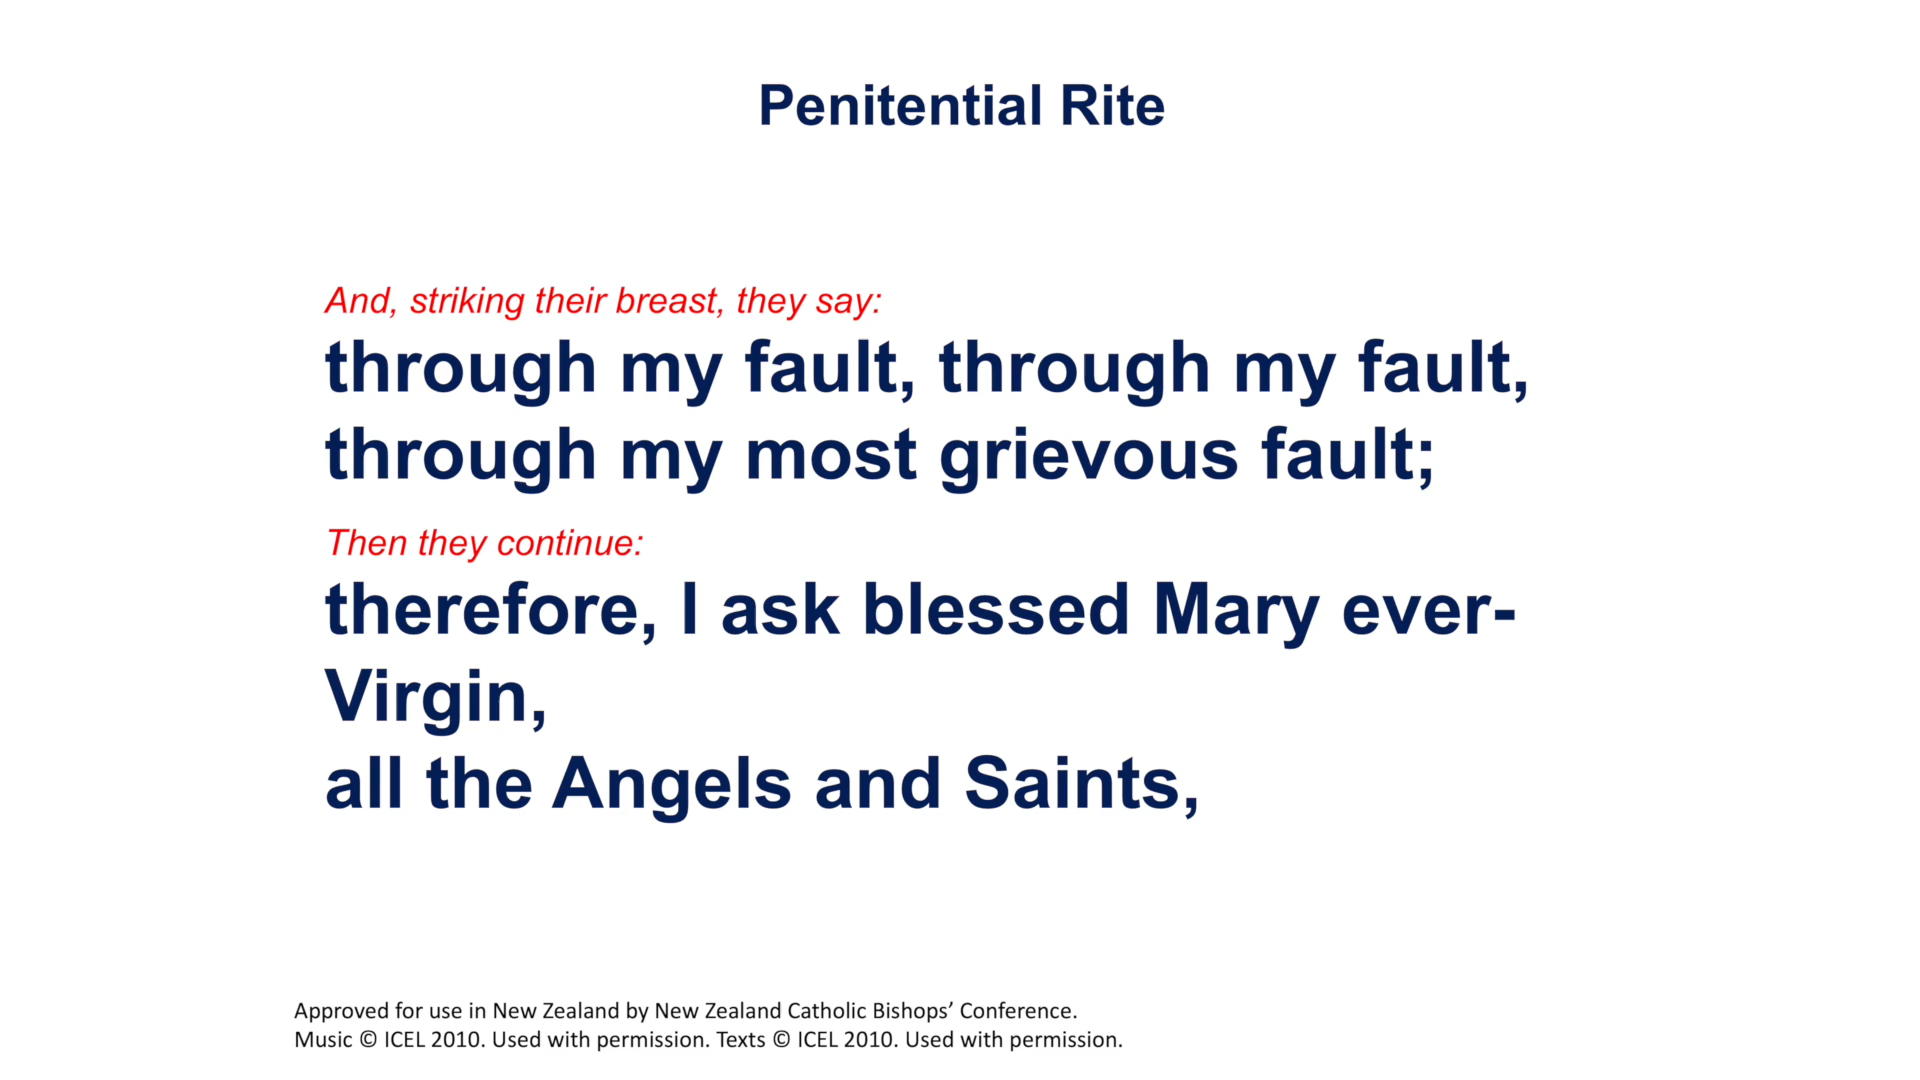 Penitential Rite
And, striking their breast, they say:
through my fault, through my fault,
through my most grievous fault;
Then they continue:
therefore, I ask blessed Mary ever-
Virgin,
all the Angels and Saints,
Approved for use in New Zealand by New Zealand Catholic Bishops’ Conference.
Music © ICEL 2010. Used with permission. Texts © ICEL 2010. Used with permission.